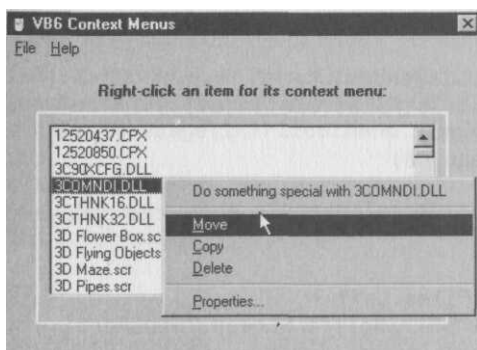 VB6 Context Menus
File Help
Right-click an item for its context menu:
12520437.CPX
12520850.CPX
3C90XCFG.DLL
3COMNDI.DLL
3CTHNK16.DLL
3CTHNK32.DLL
3D Flower Box.sc
3D Flying Objects
3D Maze.scr
3D Pipes.scr
Do something special with 3COMNDI.DLL
Move
Copy
Delete
Properties...